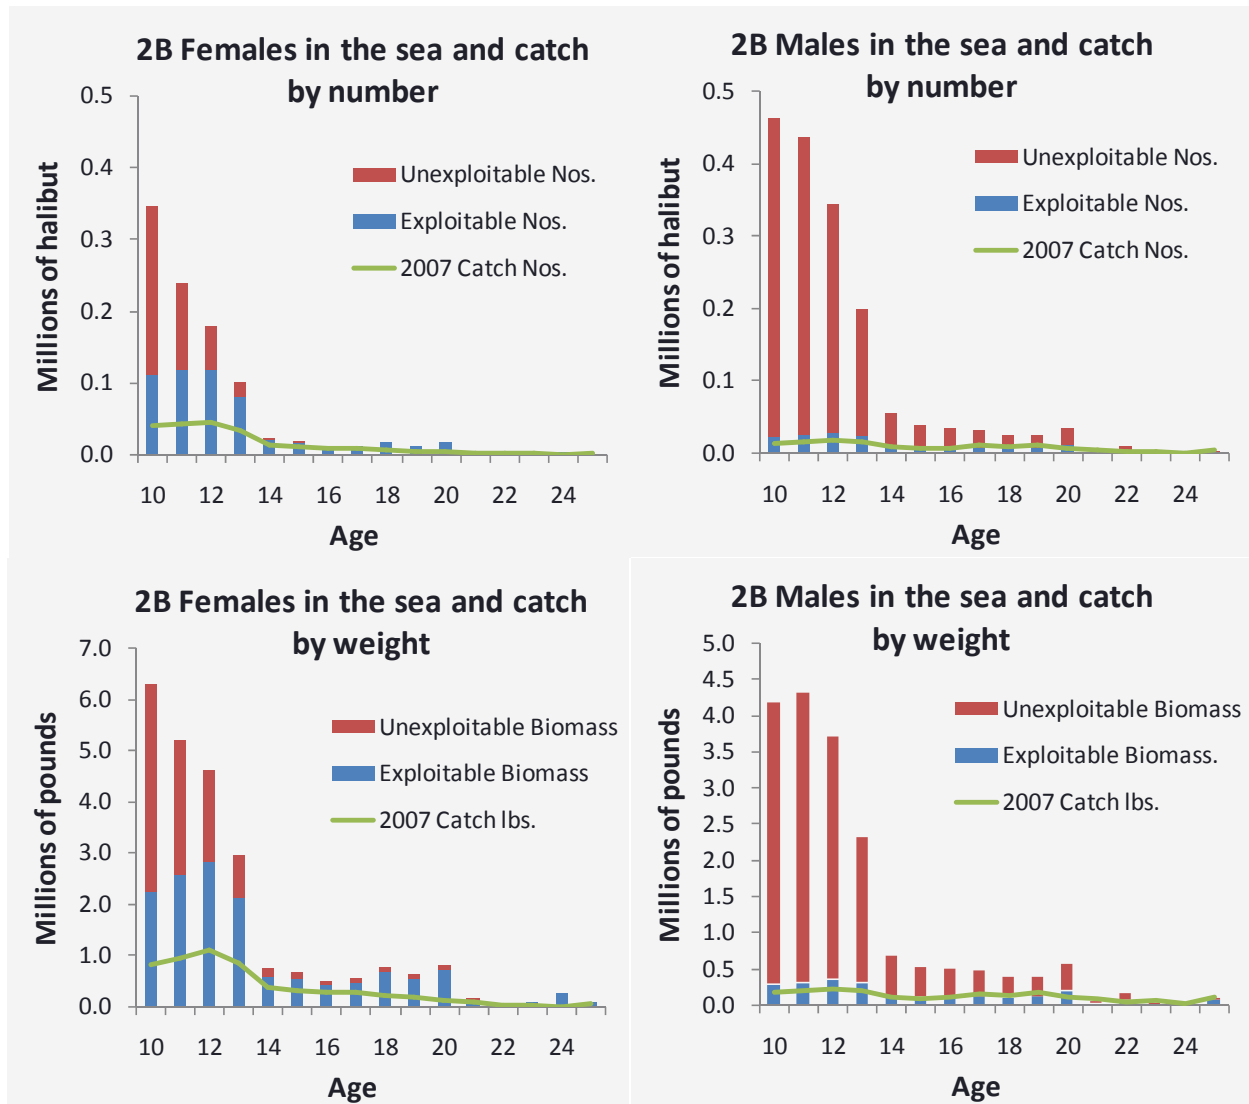 2B Females in the sea and catch
by number
0.5
0.4
0.3
0.2
0.1
0.0
Millions of halibut
Unexploitable Nos.
Exploitable Nos.
2007 Catch Nos.
10 12 14 16 18 20 22 24
Age
2B Males in the sea and catch
by number
0.5
0.4
0.3
0.2
0.1
0.0
Millions of halibut
Unexploitable Nos.
Exploitable Nos.
2007 Catch Nos.
10 12 14 16 18 20 22 24
Age
2B Females in the sea and catch
by weight
7.0
6.0
5.0
4.0
3.0
2.0
1.0
0.0
Millions of pounds
Unexploitable Biomass
Exploitable Biomass
2007 Catch lbs.
10 12 14 16 18 20 22 24
Age
2B Males in the sea and catch
by weight
5.0
4.5
4.0
3.5
3.0
2.5
2.0
1.5
1.0
0.5
0.0
Millions of pounds
Unexploitable Biomass
Exploitable Biomass.
2007 Catch lbs.
10 12 14 16 18 20 22 24
Age